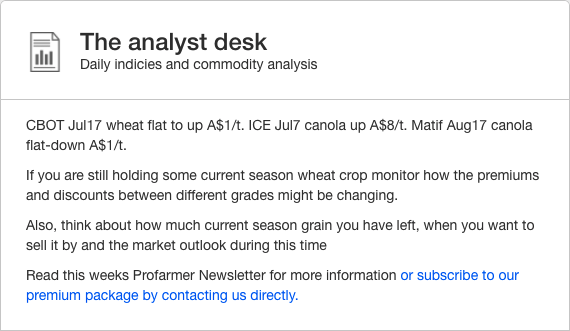 The analyst desk
Daily indicies and commodity analysis
CBOT Jul17 wheat flat to up A$1/t. ICE Jul7 canola up A$8/t. Matif Aug17 canola
flat-down A$1/t.
If you are still holding some current season wheat crop monitor how the premiums
and discounts between different grades might be changing.
Also, think about how much current season grain you have left, when you want to
sell it by and the market outlook during this time
Read this weeks Profarmer Newsletter for more information or subscribe to our
premium package by contacting us directly.